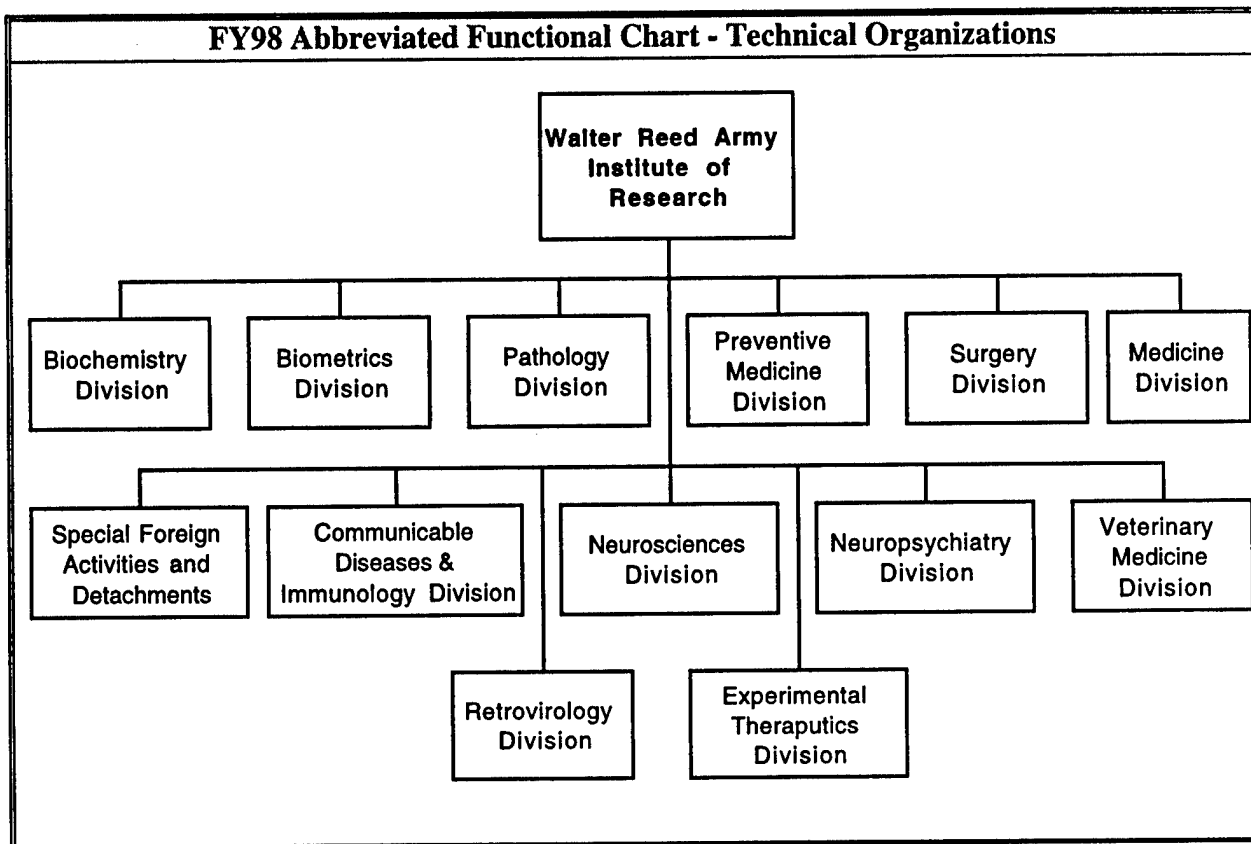 FY98 Abbreviated Functional Chart - Technical Organizations
Walter Reed Army
Institute of
Research
Biochemistry
Division
Biometrics
Division
Pathology
Division
Preventive
Medicine
Division
Surgery
Division
Medicine
Division
Special Foreign
Activities and
Detachments
Communicable
Diseases &
Immunology Division
Neurosciences
Division
Neuropsychiatry
Division
Veterinary
Medicine
Division
Retrovirology
Division
Experimental
Theraputics
Division